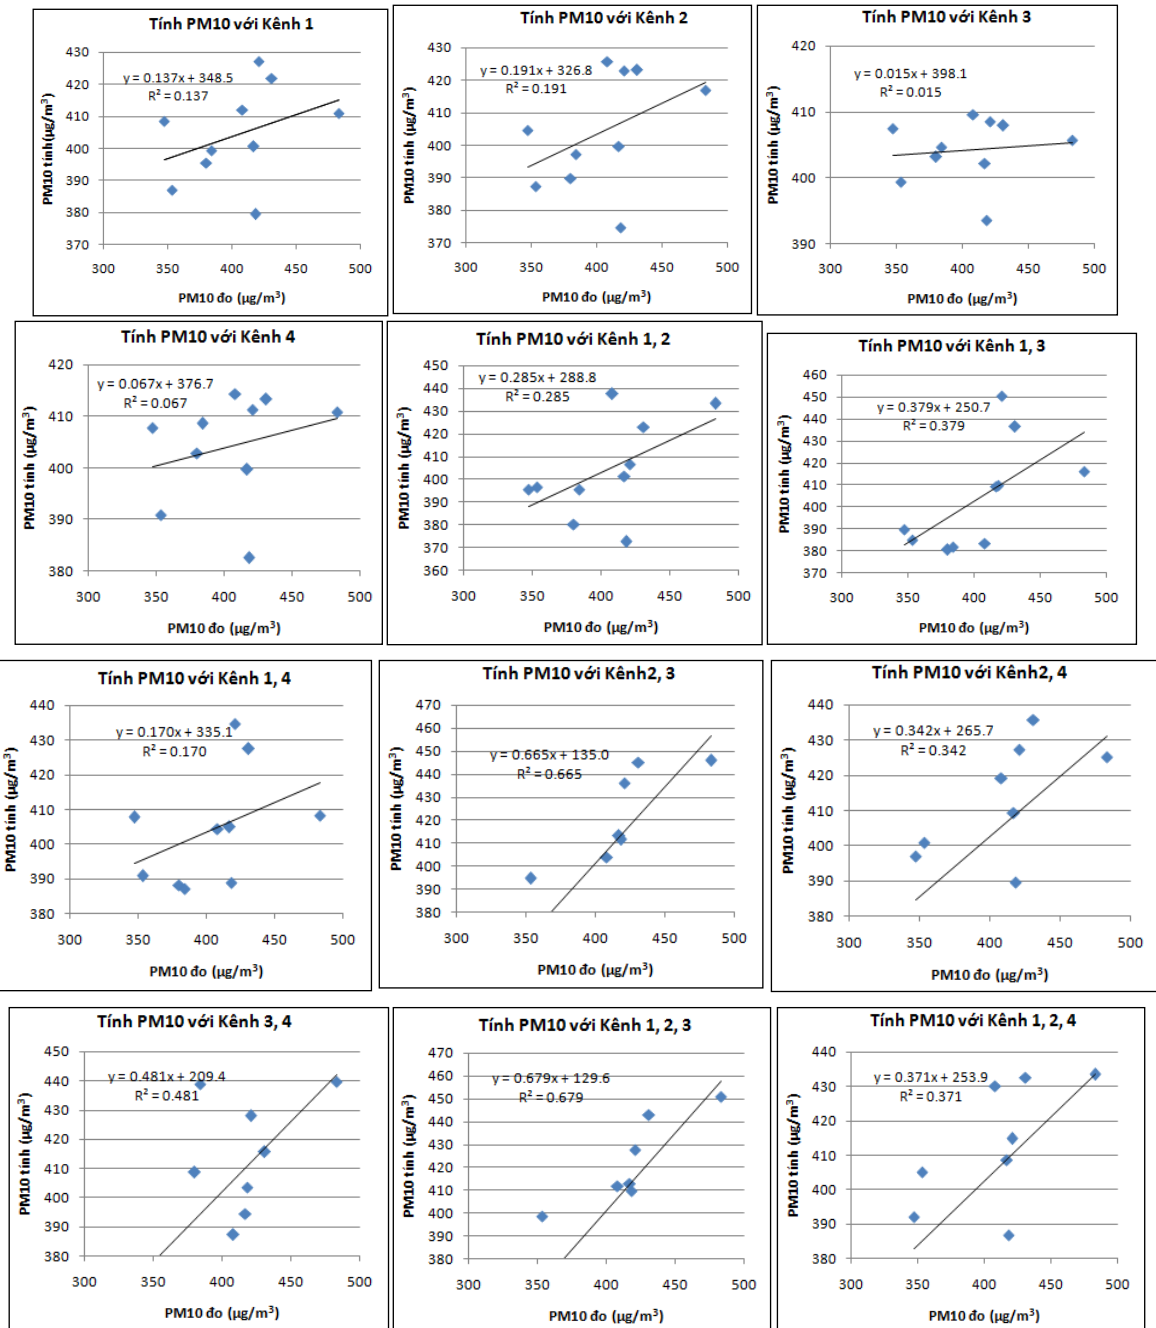 Tính PM10 với Kênh 1
y = 0.137x + 348.5
R² = 0.137
PM10 tính(µg/m³)
430
420
410
400
390
380
370
300
350
400
450
500
PM10 đo (µg/m³)
Tính PM10 với Kênh 2
y = 0.191x + 326.8
R² = 0.191
PM10 tính (µg/m³)
430
420
410
400
390
380
370
300
350
400
450
500
PM10 đo (µg/m³)
Tính PM10 với Kênh 3
y = 0.015x + 398.1
R² = 0.015
PM10 tính (µg/m³)
420
410
400
390
300
350
400
450
500
PM10 đo (µg/m³)
Tính PM10 với Kênh 4
y = 0.067x + 376.7
R² = 0.067
PM10 tính (µg/m³)
420
410
400
390
380
300
350
400
450
500
PM10 đo (µg/m³)
Tính PM10 với Kênh 1, 2
y = 0.285x + 288.8
R² = 0.285
PM10 tính (µg/m³)
450
440
430
420
410
400
390
380
370
360
300
350
400
450
500
PM10 đo (µg/m³)
Tính PM10 với Kênh 1, 3
y = 0.379x + 250.7
R² = 0.379
PM10 tính (µg/m³)
460
450
440
430
420
410
400
390
380
370
300
350
400
450
500
PM10 đo (µg/m³)
Tính PM10 với Kênh 1, 4
y = 0.170x + 335.1
R² = 0.170
PM10 tính (µg/m³)
440
430
420
410
400
390
380
300
350
400
450
500
PM10 đo (µg/m³)
Tính PM10 với Kênh2, 3
y = 0.665x + 135.0
R² = 0.665
PM10 tính (µg/m³)
470
460
450
440
430
420
410
400
390
380
300
350
400
450
500
PM10 đo (µg/m³)
Tính PM10 với Kênh2, 4
y = 0.342x + 265.7
R² = 0.342
PM10 tính (µg/m³)
440
430
420
410
400
390
380
300
350
400
450
500
PM10 đo (µg/m³)
Tính PM10 với Kênh 3, 4
y = 0.481x + 209.4
R² = 0.481
PM10 tính (µg/m³)
450
440
430
420
410
400
390
380
300
350
400
450
500
PM10 đo (µg/m³)
Tính PM10 với Kênh 1, 2, 3
y = 0.679x + 129.6
R² = 0.679
PM10 tính (µg/m³)
470
460
450
440
430
420
410
400
390
380
300
350
400
450
500
PM10 đo (µg/m³)
Tính PM10 với Kênh 1, 2, 4
y = 0.371x + 253.9
R² = 0.371
PM10 tính (µg/m³)
440
430
420
410
400
390
380
300
350
400
450
500
PM10 đo (µg/m³)